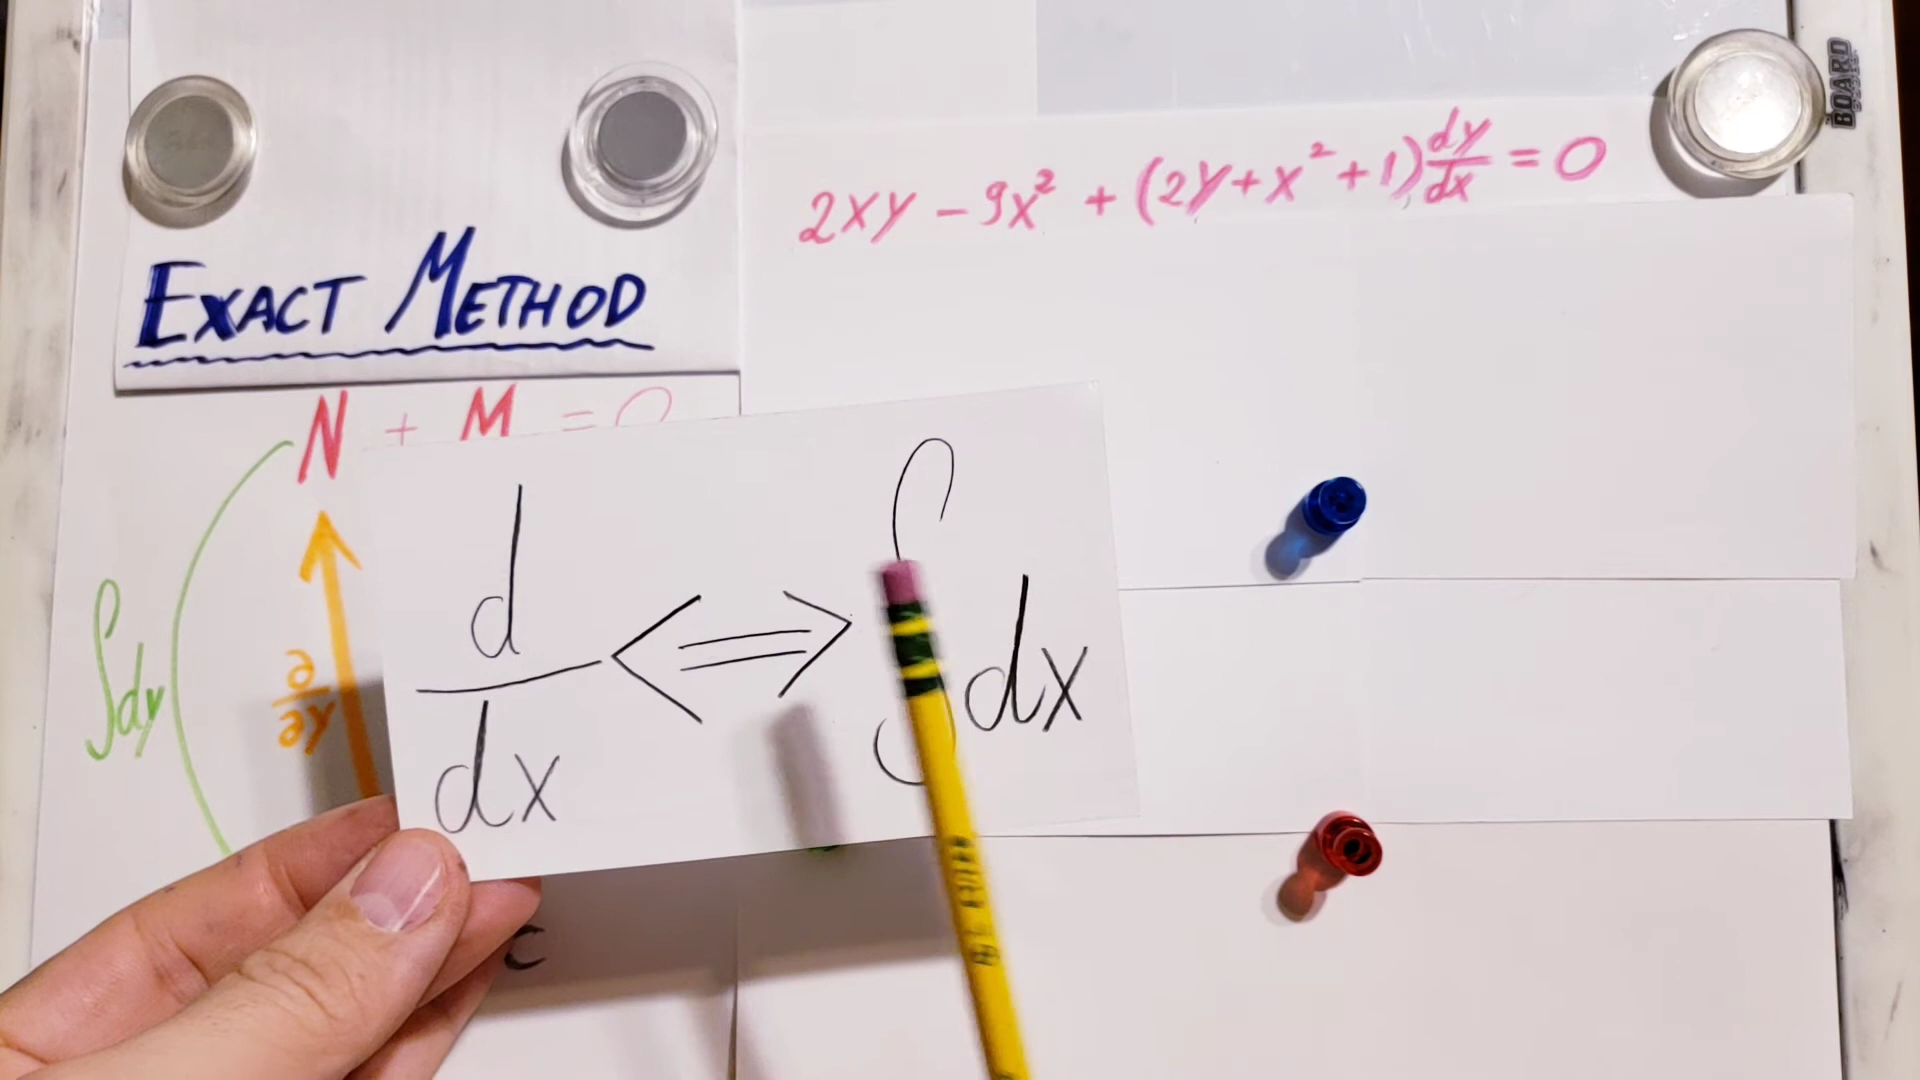 BOARD
2xy - 9x² + (2y + x² + 1) dy/dx = 0
EXACT METHOD
N + M = 0
∫dy
∂/∂y
d/dx <=> ∫ dx
C